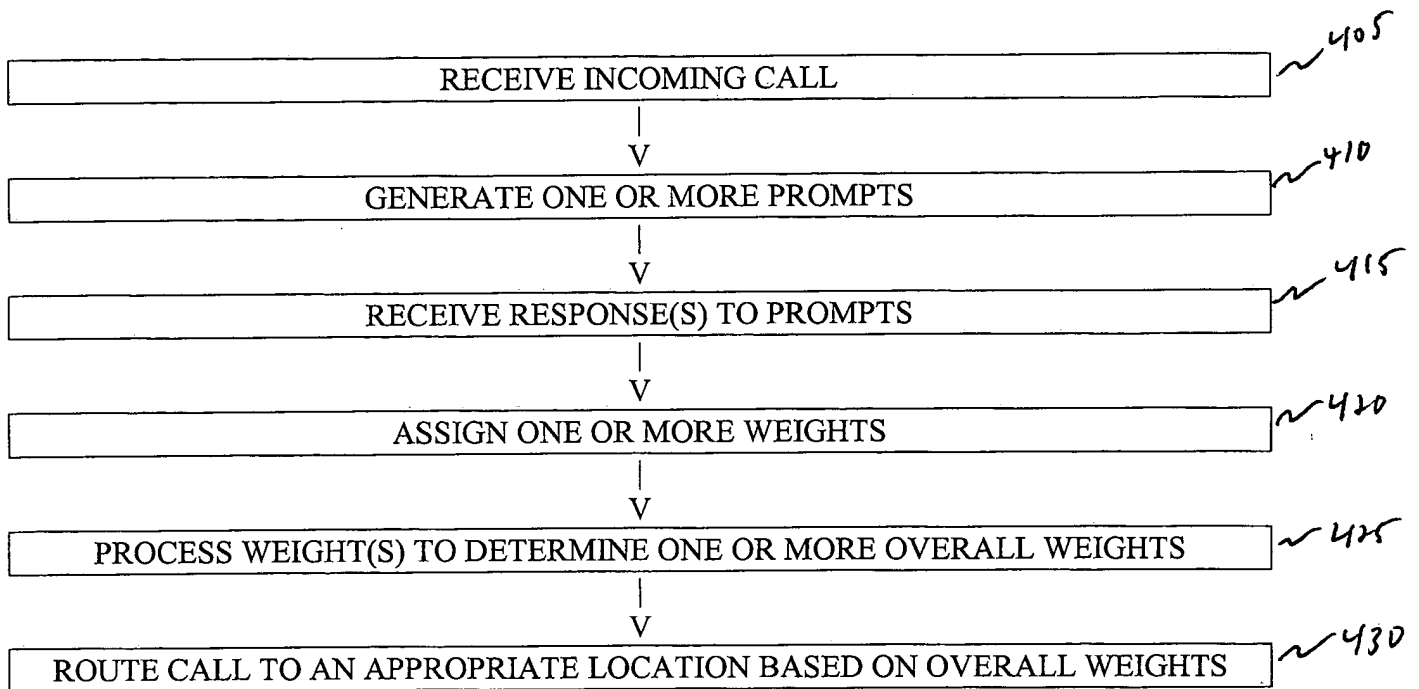 405
RECEIVE INCOMING CALL
V
410
GENERATE ONE OR MORE PROMPTS
V
415
RECEIVE RESPONSE(S) TO PROMPTS
V
420
ASSIGN ONE OR MORE WEIGHTS
V
425
PROCESS WEIGHT(S) TO DETERMINE ONE OR MORE OVERALL WEIGHTS
V
430
ROUTE CALL TO AN APPROPRIATE LOCATION BASED ON OVERALL WEIGHTS